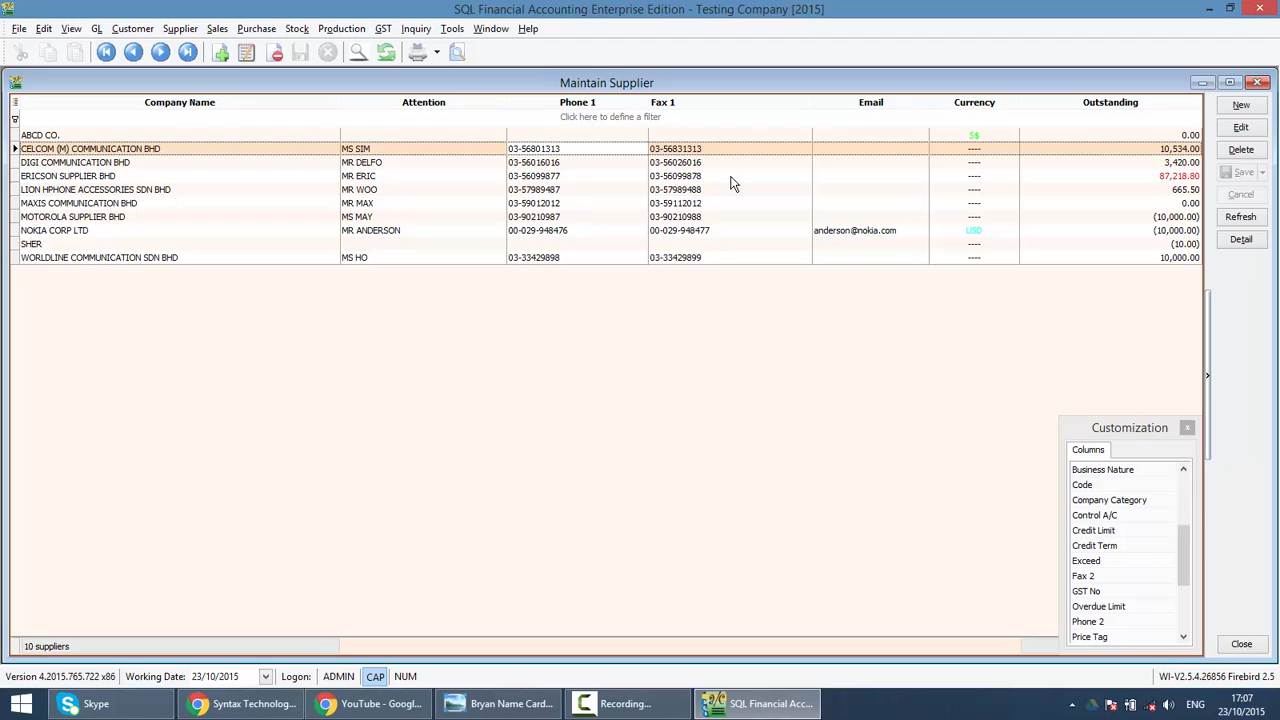 SQL Financial Accounting Enterprise Edition - Testing Company [2015]
File Edit View GL Customer Supplier Sales Purchase Stock Production GST Inquiry Tools Window Help
Maintain Supplier
Company Name Attention Phone 1 Fax 1 Email Currency Outstanding
Click here to define a filter
ABCD CO. S$ 0.00
CELCOM (M) COMMUNICATION BHD MS SIM 03-56801313 03-56831313 ---- 10,534.00
DIGI COMMUNICATION BHD MR DELFO 03-56016016 03-56026016 ---- 3,420.00
ERICSON SUPPLIER BHD MR ERIC 03-56099877 03-56099878 ---- 87,218.80
LION HPHONE ACCESSORIES SDN BHD MR WOO 03-57989487 03-57989488 ---- 665.50
MAXIS COMMUNICATION BHD MR MAX 03-59012012 03-59112012 ---- 0.00
MOTOROLA SUPPLIER BHD MS MAY 03-90210987 03-90210988 ---- (10,000.00)
NOKIA CORP LTD MR ANDERSON 00-029-948476 00-029-948477 anderson@nokia.com USD (10,000.00)
SHER ---- (10.00)
WORLDLINE COMMUNICATION SDN BHD MS HO 03-33429898 03-33429899 ---- 10,000.00
10 suppliers
New
Edit
Delete
Save
Cancel
Refresh
Detail
Customization
Columns
Business Nature
Code
Company Category
Control A/C
Credit Limit
Credit Term
Exceed
Fax 2
GST No
Overdue Limit
Phone 2
Price Tag
Close
Version 4.2015.765.722 x86 Working Date: 23/10/2015 Logon: ADMIN CAP NUM WI-V2.5.4.26856 Firebird 2.5
Skype Syntax Technolog... YouTube - Googl... Bryan Name Card... Recording... SQL Financial Acc...
17:07
23/10/2015